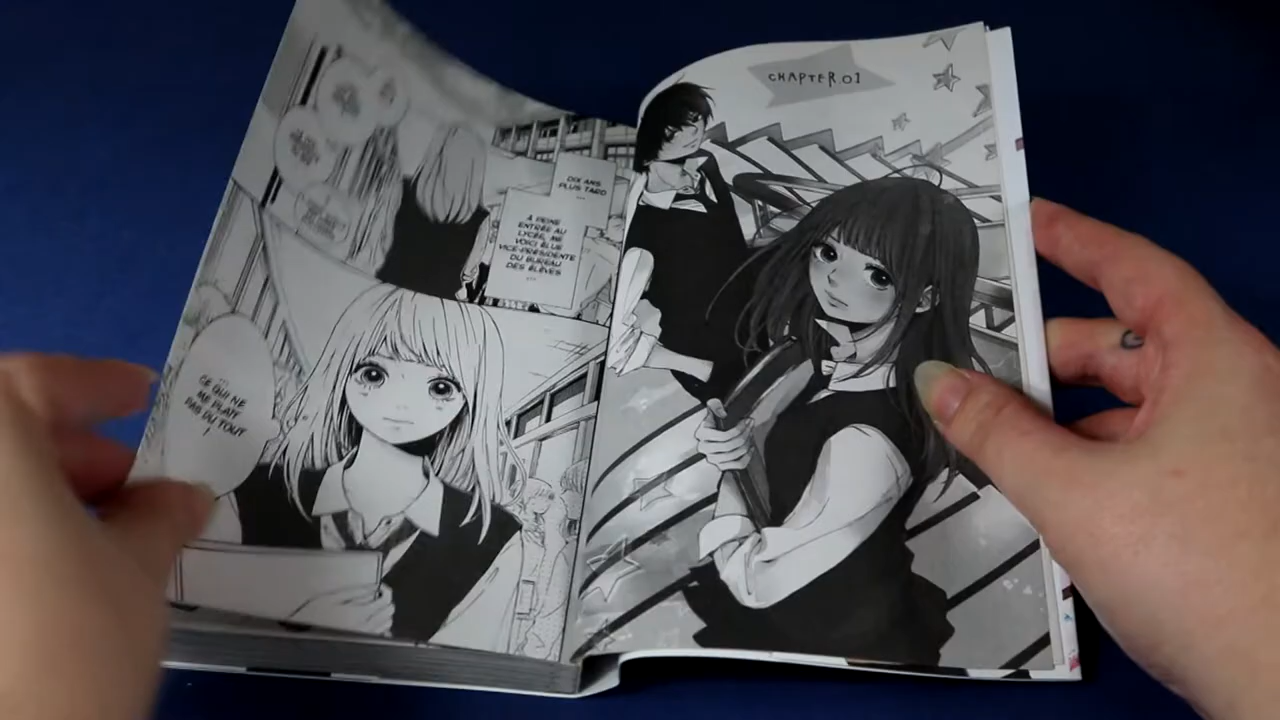 DIX ANS
PLUS TARD
...
À PEINE
ENTRÉE AU
LYCÉE, ME
VOICI ÉLUE
VICE-PRÉSIDENTE
DU BUREAU
DES ÉLÈVES
...
CE QUI NE
ME PLAÎT
PAS DU TOUT
!
CHAPTER 01